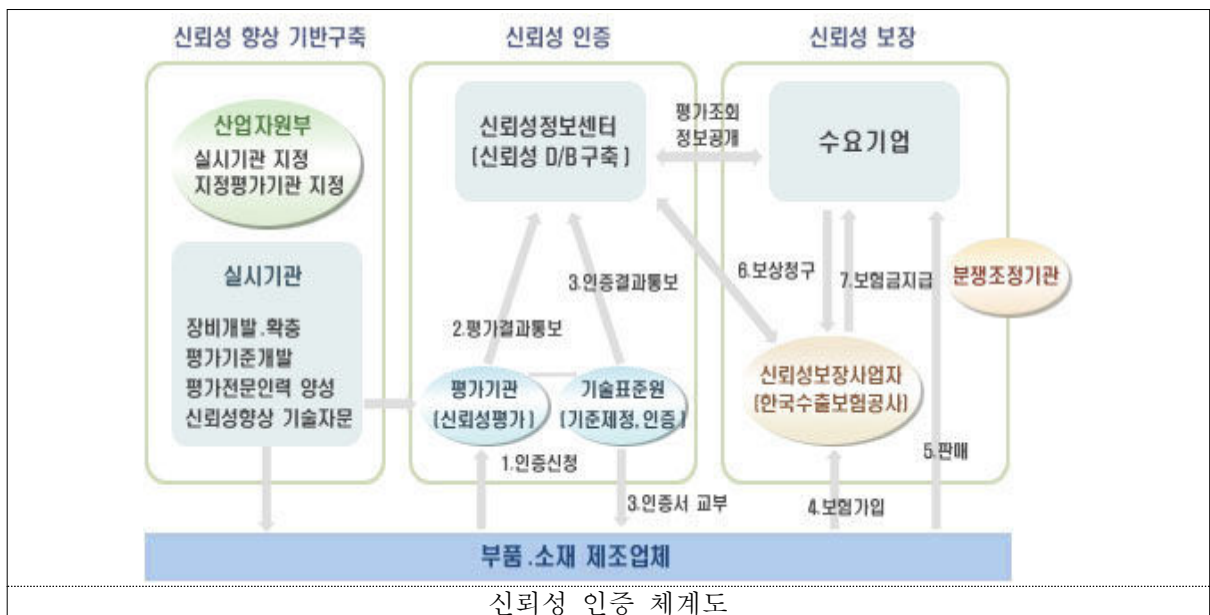 신뢰성 향상 기반구축
신뢰성 인증
신뢰성 보장
산업자원부
실시기관 지정
지정평가기관 지정
신뢰성정보센터
(신뢰성 D/B구축)
평가조회
정보공개
수요기업
실시기관
장비개발.확충
평가기준개발
평가전문인력 양성
신뢰성향상 기술자문
3.인증결과통보
2.평가결과통보
6.보상청구
7.보험금지급
분쟁조정기관
평가기관
(신뢰성평가)
기술표준원
(기준제정,인증)
신뢰성보장사업자
(한국수출보험공사)
1.인증신청
3.인증서 교부
4.보험가입
5.판매
부품.소재 제조업체
신뢰성 인증 체계도